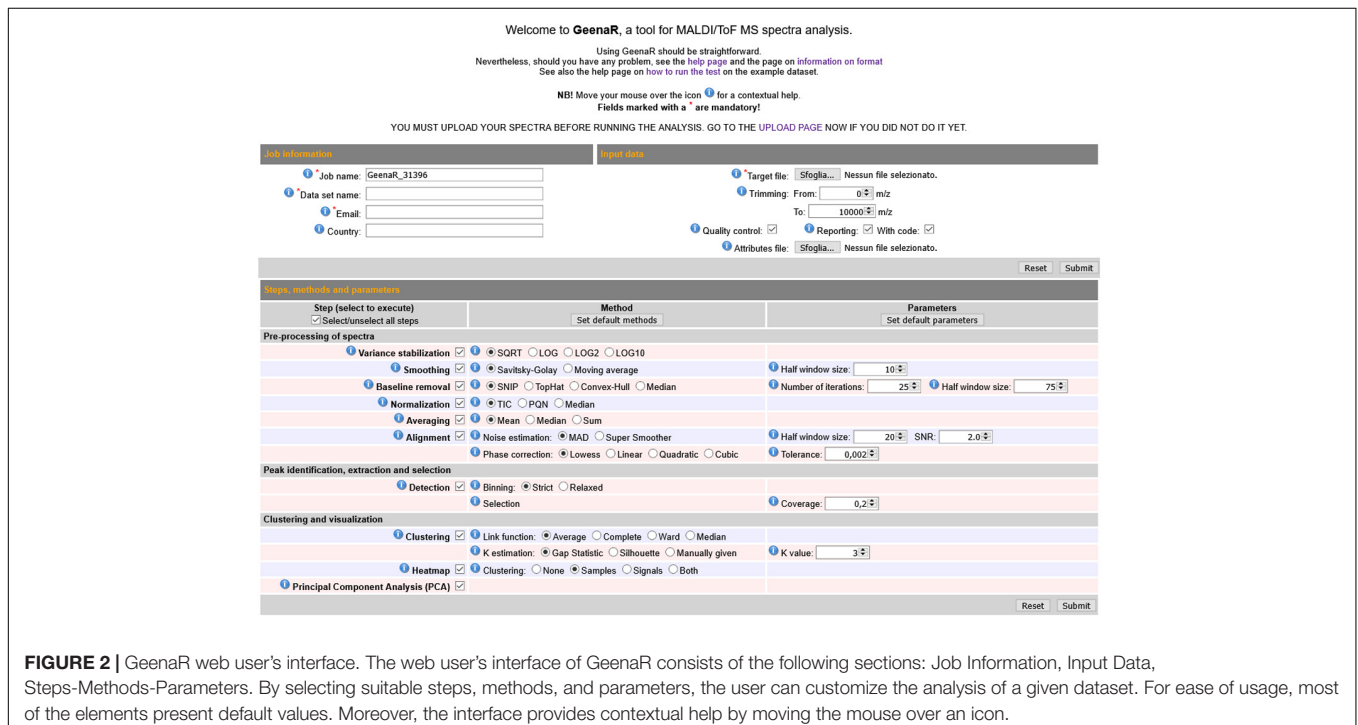 Welcome to GeenaR, a tool for MALDI/ToF MS spectra analysis.
Using GeenaR should be straightforward.
Nevertheless, should you have any problem, see the help page and the page on information on format
See also the help page on how to run the test on the example dataset.
NB! Move your mouse over the icon i for a contextual help.
Fields marked with a * are mandatory!
YOU MUST UPLOAD YOUR SPECTRA BEFORE RUNNING THE ANALYSIS. GO TO THE UPLOAD PAGE NOW IF YOU DID NOT DO IT YET.
Job information Input data
*Job name: GeenaR_31396 *Target file: Sfoglia... Nessun file selezionato.
*Data set name: Trimming: From: 0 m/z
*Email: To: 10000 m/z
Country: Quality control: Reporting: With code:
Attributes file: Sfoglia... Nessun file selezionato.
Reset Submit
Steps, methods and parameters
Step (select to execute) Method Parameters
Select/unselect all steps Set default methods Set default parameters
Pre-processing of spectra
Variance stabilization SQRT LOG LOG2 LOG10
Smoothing Savitsky-Golay Moving average Half window size: 10
Baseline removal SNIP TopHat Convex-Hull Median Number of iterations: 25 Half window size: 75
Normalization TIC PQN Median
Averaging Mean Median Sum
Alignment Noise estimation: MAD Super Smoother Half window size: 20 SNR: 2.0
Phase correction: Lowess Linear Quadratic Cubic Tolerance: 0,002
Peak identification, extraction and selection
Detection Binning: Strict Relaxed
Selection Coverage: 0,2
Clustering and visualization
Clustering Link function: Average Complete Ward Median
K estimation: Gap Statistic Silhouette Manually given K value: 3
Heatmap Clustering: None Samples Signals Both
Principal Component Analysis (PCA)
Reset Submit
FIGURE 2 | GeenaR web user's interface. The web user's interface of GeenaR consists of the following sections: Job Information, Input Data,
Steps-Methods-Parameters. By selecting suitable steps, methods, and parameters, the user can customize the analysis of a given dataset. For ease of usage, most
of the elements present default values. Moreover, the interface provides contextual help by moving the mouse over an icon.